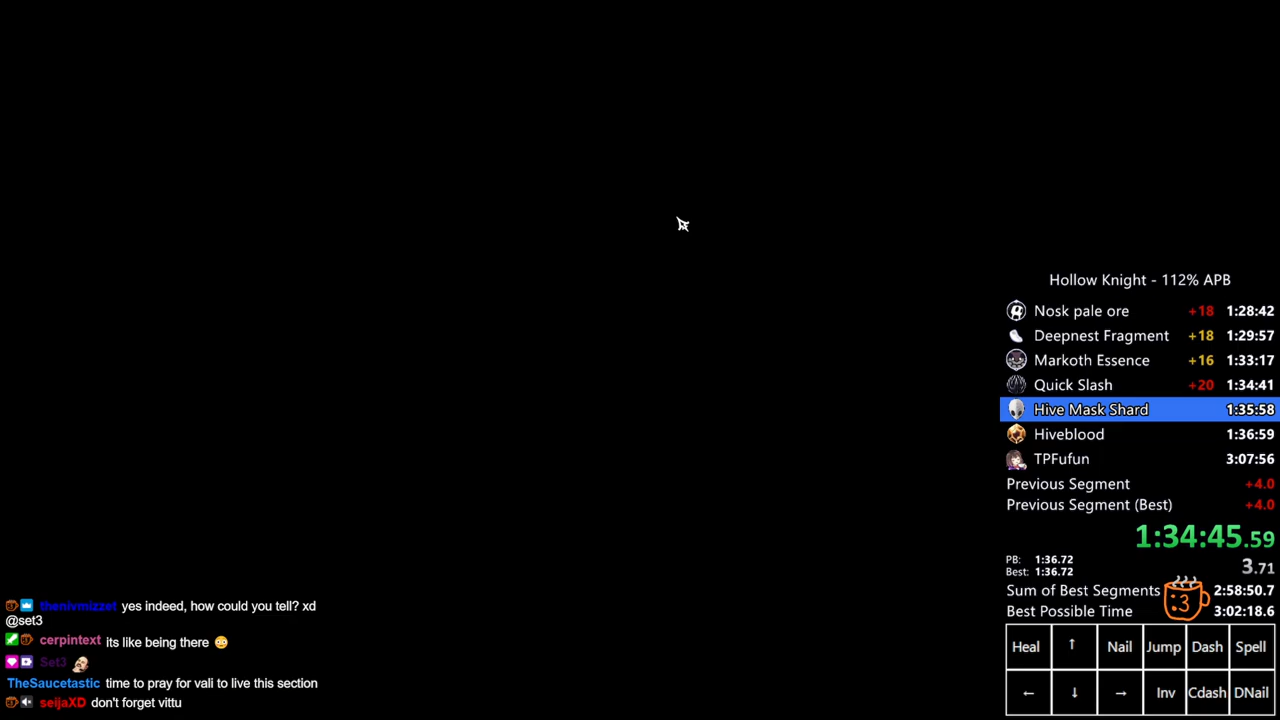 Hollow Knight - 112% APB
Nosk pale ore +18 1:28:42
Deepnest Fragment +18 1:29:57
Markoth Essence +16 1:33:17
Quick Slash +20 1:34:41
Hive Mask Shard 1:35:58
Hiveblood 1:36:59
TPFufun 3:07:56
Previous Segment +4.0
Previous Segment (Best) +4.0
1:34:45.59
PB: 1:36.72
Best: 1:36.72
3.71
Sum of Best Segments 2:58:50.7
Best Possible Time 3:02:18.6
:3
Heal ↑ Nail Jump Dash Spell
← ↓ → Inv Cdash DNail
thenivmizzet yes indeed, how could you tell? xd
@set3
cerpintext its like being there 😳
Set3
TheSaucetastic time to pray for vali to live this section
seijaXD don't forget vittu